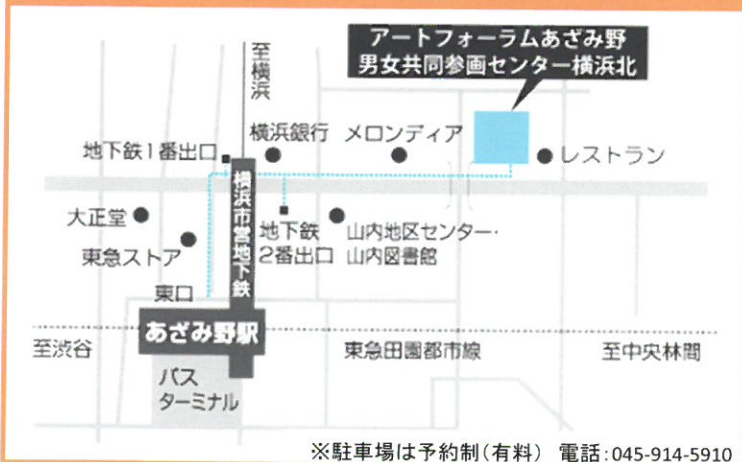 アートフォーラムあざみ野
男女共同参画センター横浜北
至横浜
横浜銀行
メロンディア
地下鉄1番出口
レストラン
横浜市営地下鉄
大正堂
地下鉄
2番出口
山内地区センター・
山内図書館
東急ストア
東口
あざみ野駅
至渋谷
東急田園都市線
至中央林間
バス
ターミナル
※駐車場は予約制(有料) 電話:045-914-5910